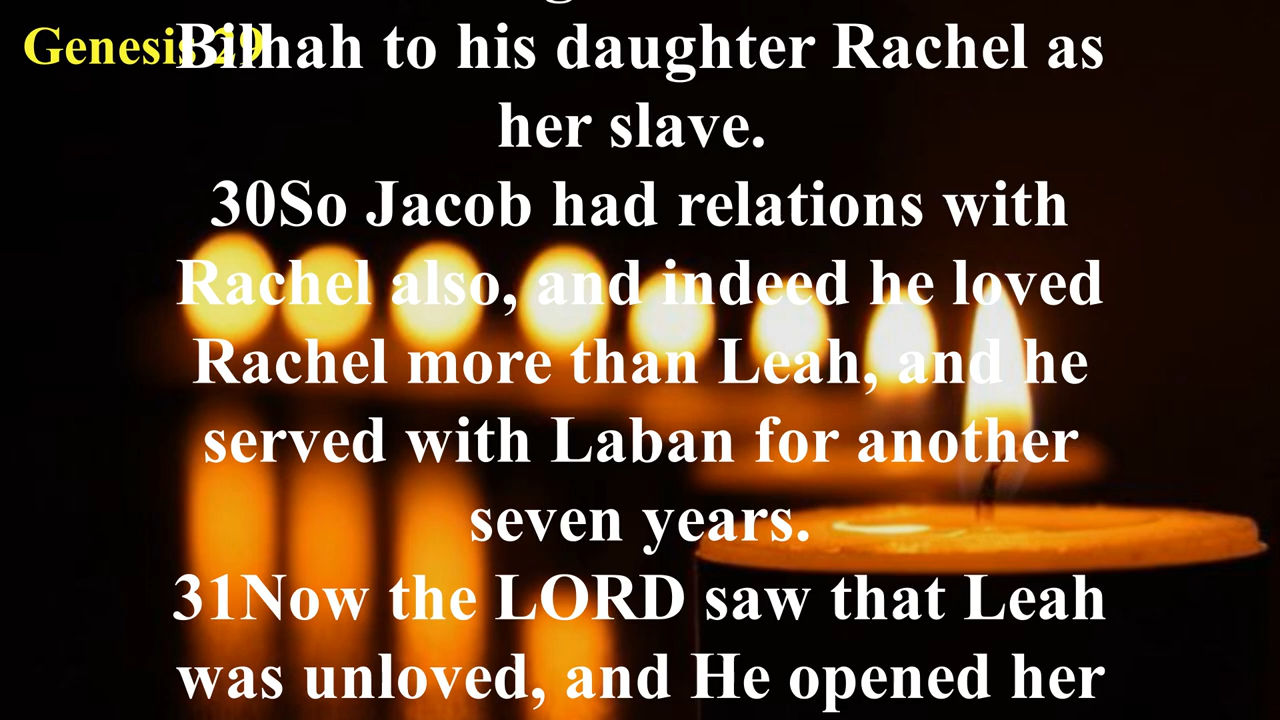 Genesis 29
Bilhah to his daughter Rachel as
her slave.
30So Jacob had relations with
Rachel also, and indeed he loved
Rachel more than Leah, and he
served with Laban for another
seven years.
31Now the LORD saw that Leah
was unloved, and He opened her